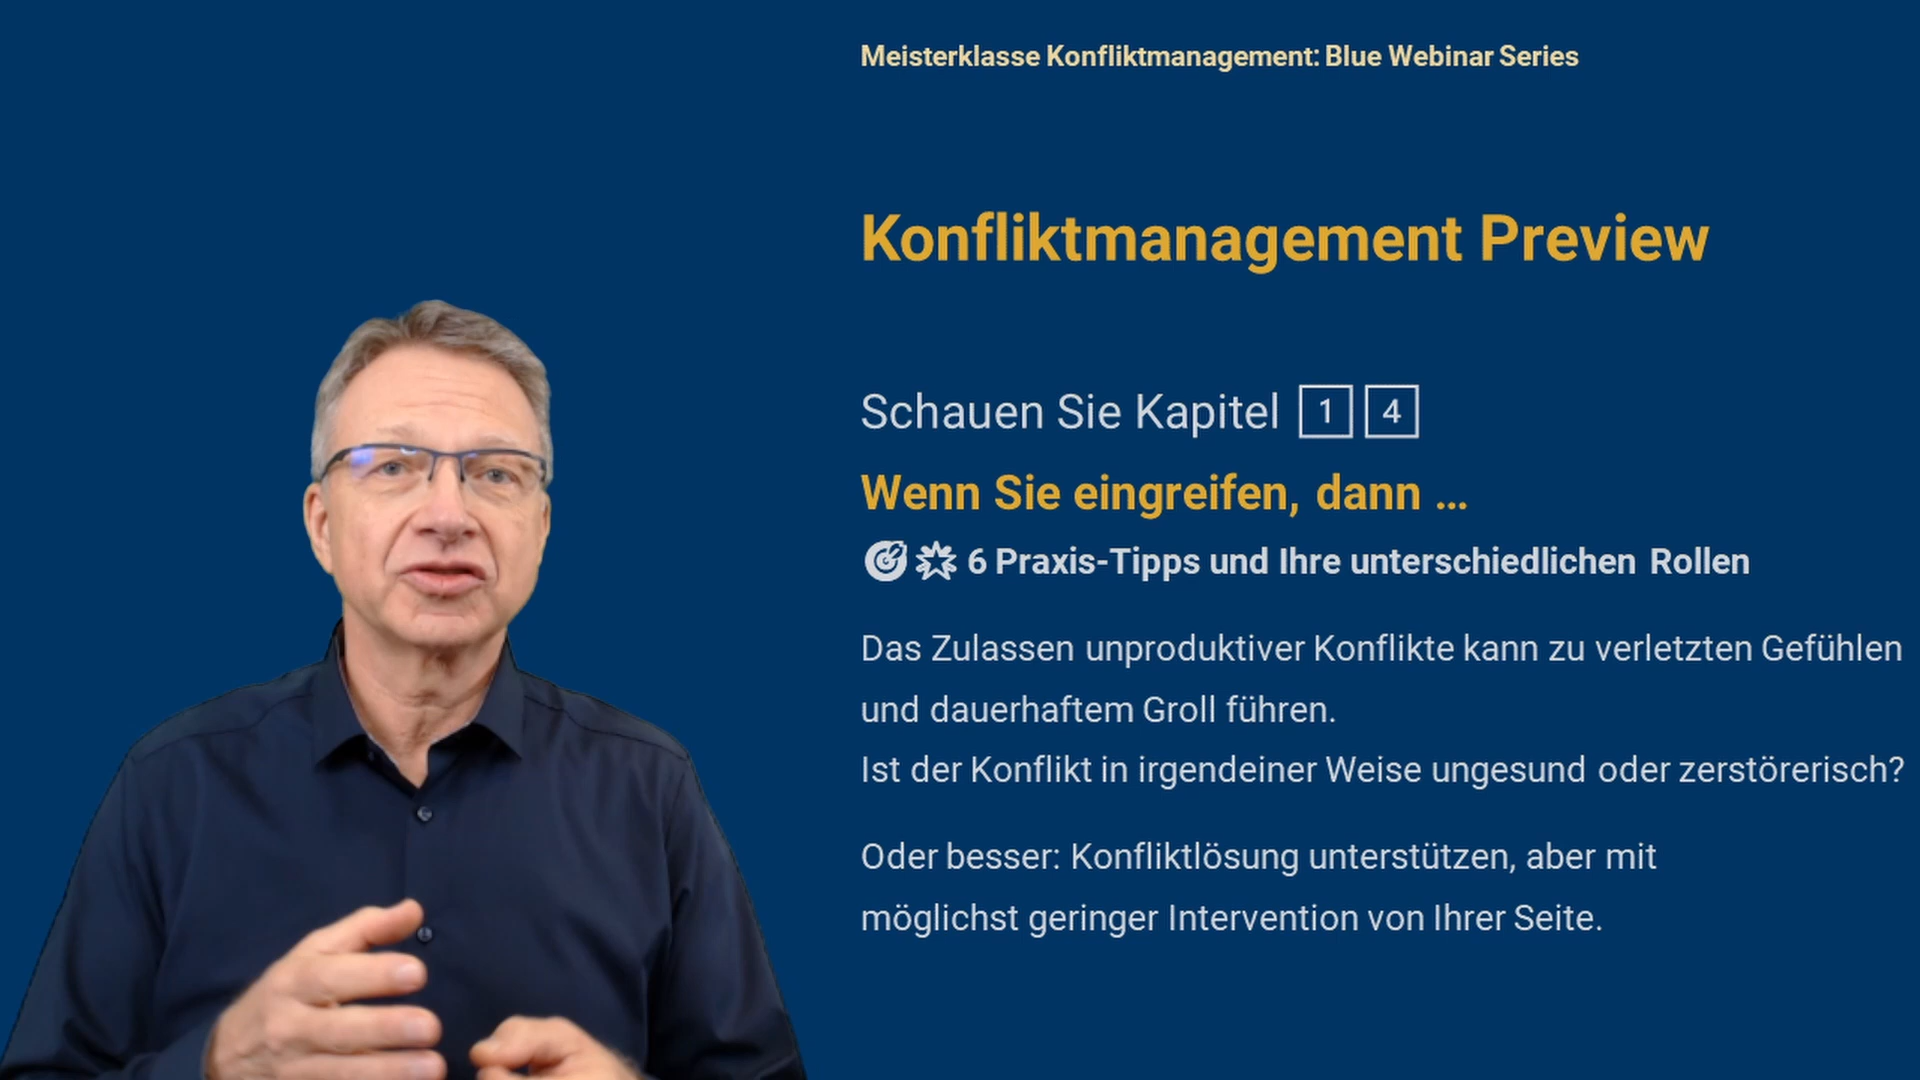 Meisterklasse Konfliktmanagement: Blue Webinar Series
Konfliktmanagement Preview
Schauen Sie Kapitel 1 4
Wenn Sie eingreifen, dann ...
6 Praxis-Tipps und Ihre unterschiedlichen Rollen
Das Zulassen unproduktiver Konflikte kann zu verletzten Gefühlen
und dauerhaftem Groll führen.
Ist der Konflikt in irgendeiner Weise ungesund oder zerstörerisch?
Oder besser: Konfliktlösung unterstützen, aber mit
möglichst geringer Intervention von Ihrer Seite.